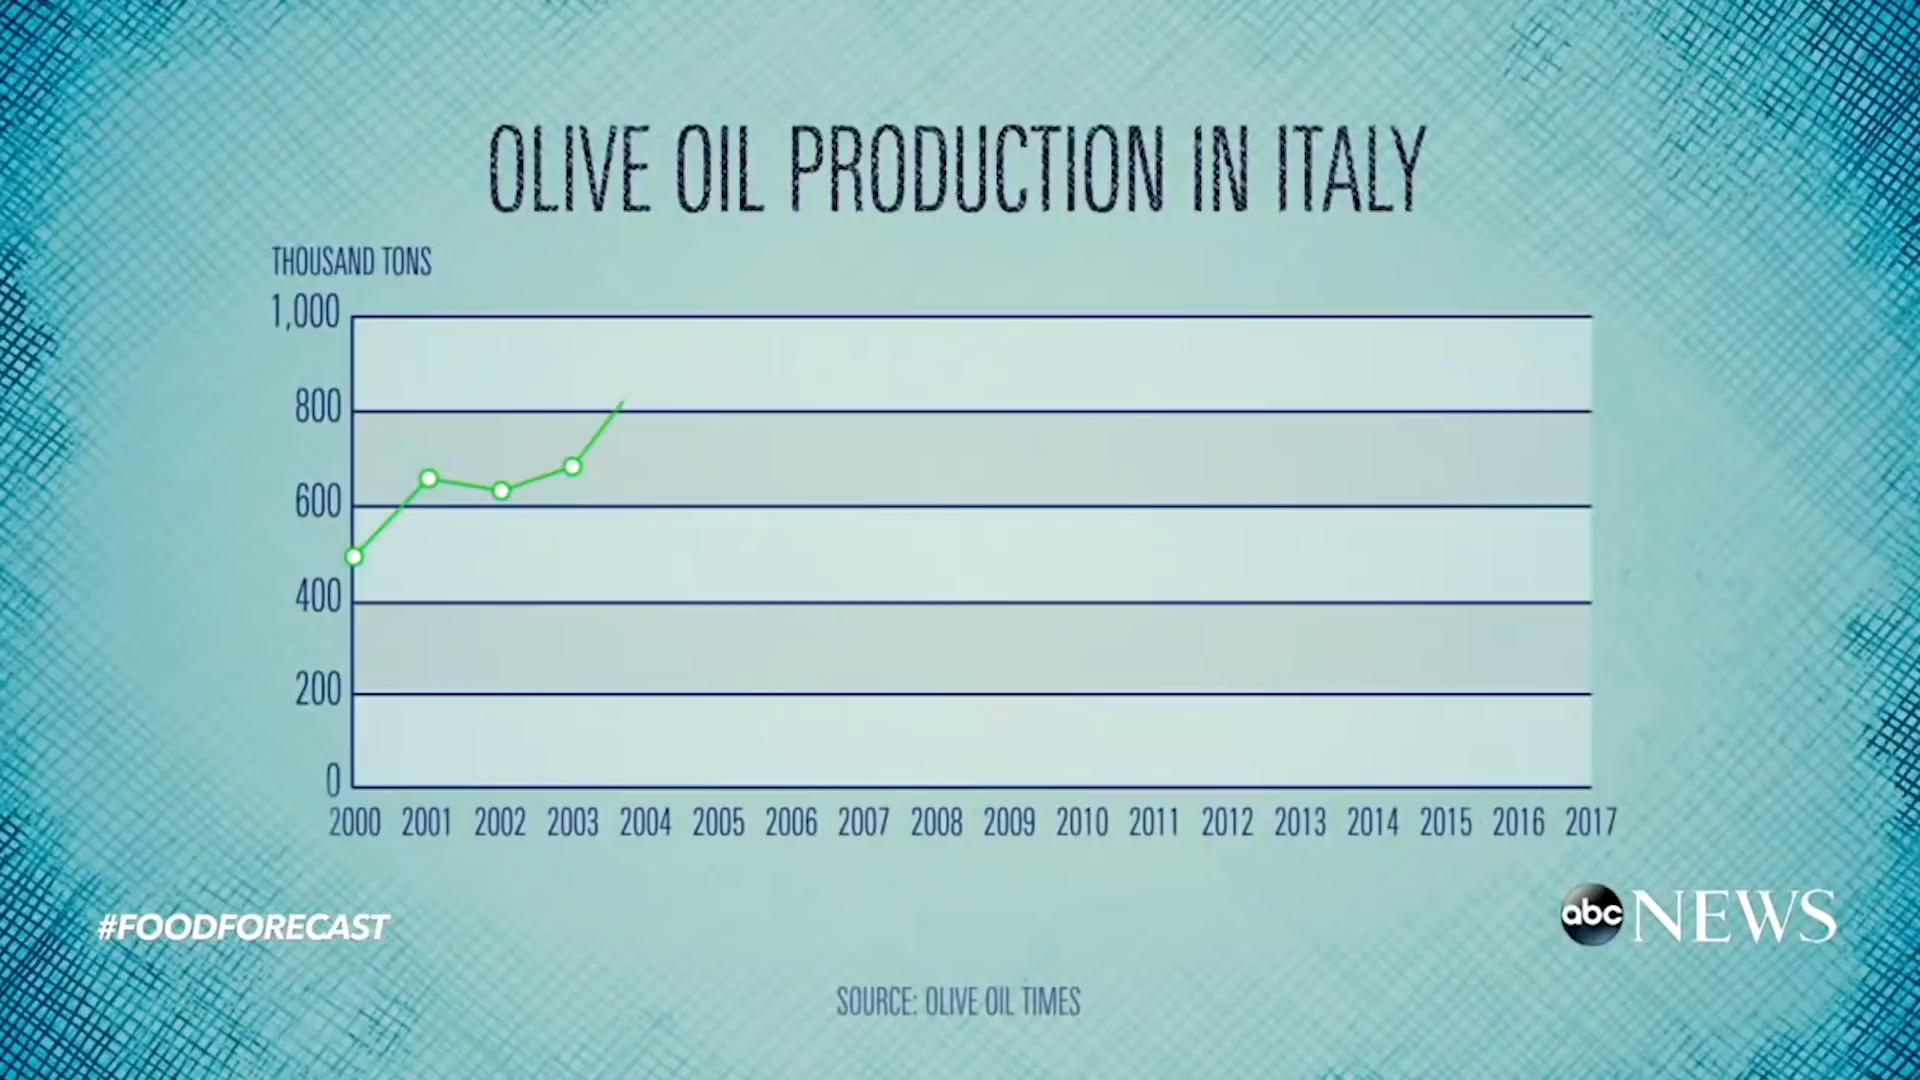 OLIVE OIL PRODUCTION IN ITALY
THOUSAND TONS
1,000
800
600
400
200
0
2000 2001 2002 2003 2004 2005 2006 2007 2008 2009 2010 2011 2012 2013 2014 2015 2016 2017
#FOODFORECAST
abc NEWS
SOURCE: OLIVE OIL TIMES